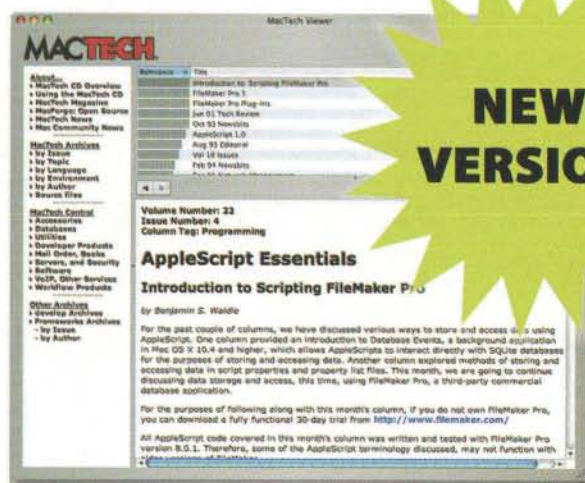 MacTech Viewer
MACTECH
About...
MacTech CD Overview
Using the MacTech CD
MacTech Magazine
MacForge: Open Source
MacTech News
Mac Community News
MacTech Archives
by Issue
by Topic
by Language
by Environment
by Author
Source Files
MacTech Central
Accessories
Databases
Utilities
Developer Products
Mail Order, Books
Servers, and Security
Software
VoIP, Other Services
Workflow Products
Other Archives
develop Archives
Frameworks Archives
- by Issue
- by Author
Relevance Title
Introduction to Scripting FileMaker Pro
FileMaker Pro 5
FileMaker Pro Plug-ins
Jun 01 Tech Review
Oct 93 Newsbits
AppleScript 1.0
Aug 93 Editorial
Vol 19 Issues
Feb 94 Newsbits
NEW
VERSIO
Volume Number: 22
Issue Number: 4
Column Tag: Programming
AppleScript Essentials
Introduction to Scripting FileMaker Pro
by Benjamin S. Waldie
For the past couple of columns, we have discussed various ways to store and access data using
AppleScript. One column provided an introduction to Database Events, a background application
in Mac OS X 10.4 and higher, which allows AppleScripts to interact directly with SQLite databases
for the purposes of storing and accessing data. Another column explored methods of storing and
accessing data in script properties and property list files. This month, we are going to continue
discussing data storage and access, this time, using FileMaker Pro, a third-party commercial
database application.
For the purposes of following along with this month's column, if you do not own FileMaker Pro,
you can download a fully functional 30-day trial from http://www.filemaker.com/
All AppleScript code covered in this month's column was written and tested with FileMaker Pro
version 8.0.1. Therefore, some of the AppleScript terminology discussed, may not function with
older versions of FileMaker.